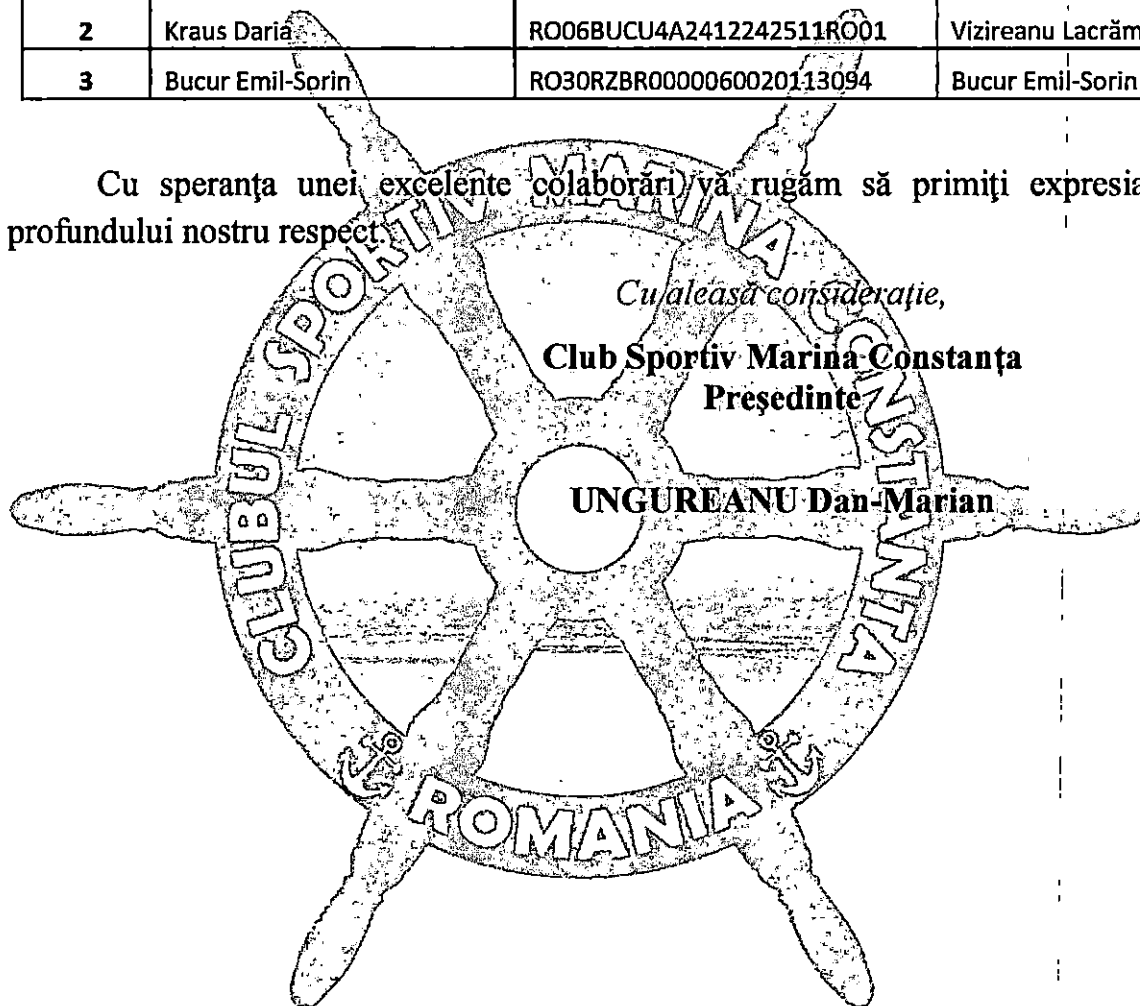 2 Kraus Daria RO06BUCU4A2412242511RO01 Vizireanu Lacrăm
3 Bucur Emil-Sorin RO30RZBR0000060020113094 Bucur Emil-Sorin
Cu speranţa unei excelente colaborări vă rugăm să primiţi expresia
profundului nostru respect.
Cu aleasă consideraţie,
Club Sportiv Marina Constanţa
Preşedinte
UNGUREANU Dan-Marian
CLUBUL SPORTIV MARINA CONSTANTA
ROMANIA